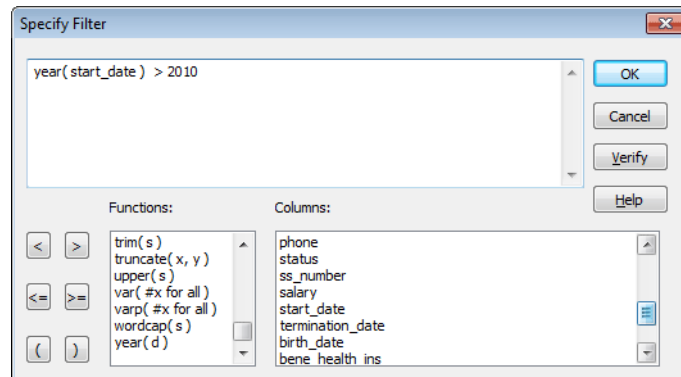 Specify Filter
year( start_date ) > 2010
OK
Cancel
Verify
Help
Functions:
Columns:
<
>
<=
>=
(
)
trim( s )
truncate( x, y )
upper( s )
var( #x for all )
varp( #x for all )
wordcap( s )
year( d )
phone
status
ss_number
salary
start_date
termination_date
birth_date
bene_health_ins